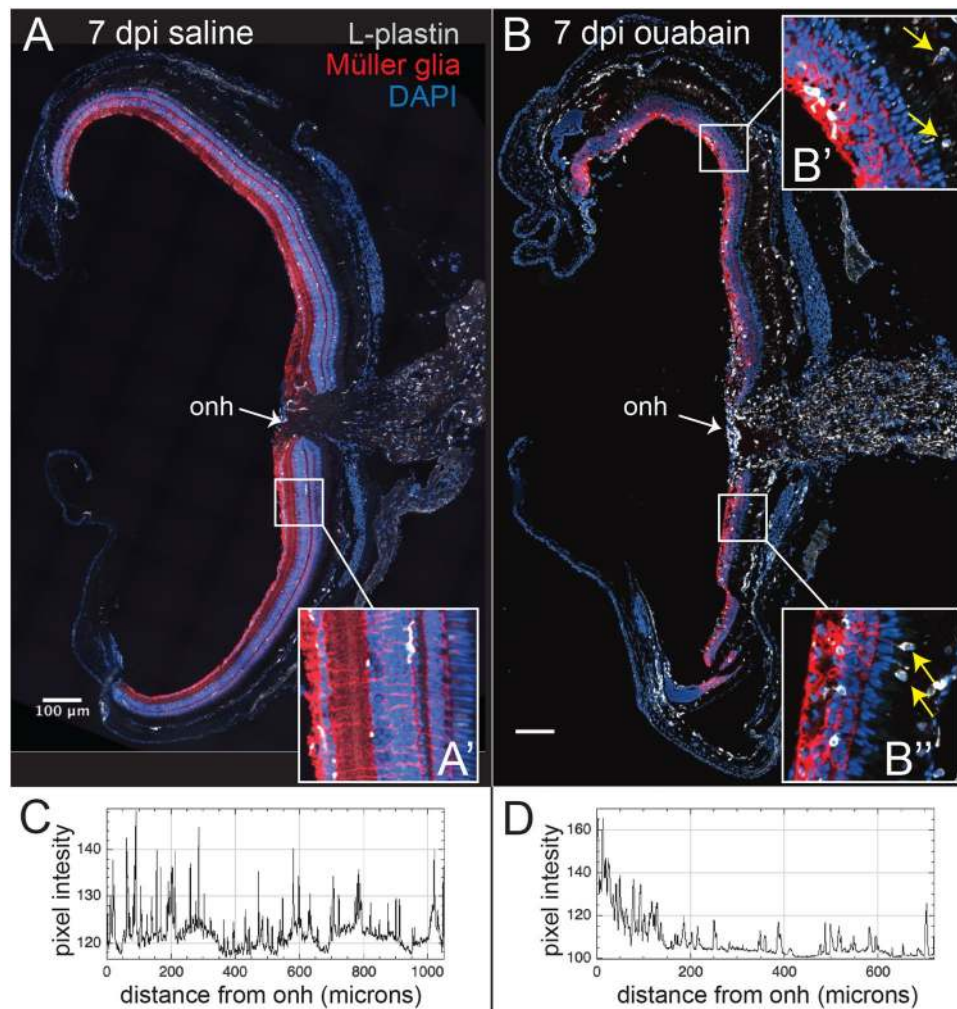 A 7 dpi saline
L-plastin
Müller glia
DAPI
onh
100 µm
A'
B 7 dpi ouabain
B'
onh
B''
C
pixel intesity
140
130
120
0 200 400 600 800 1000
distance from onh (microns)
D
pixel intesity
160
140
120
100
0 200 400 600
distance from onh (microns)